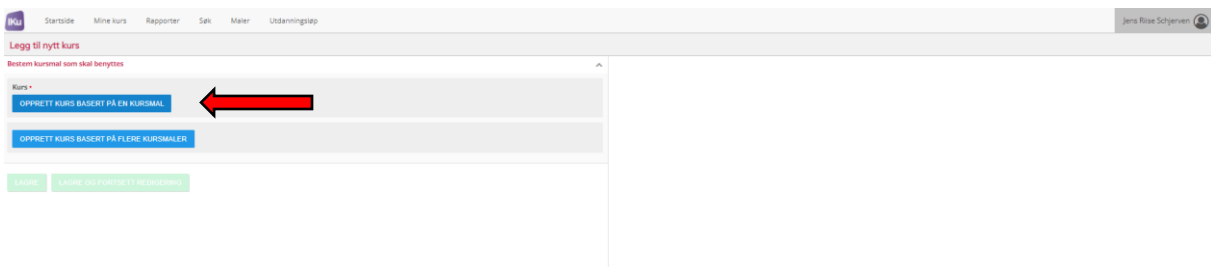 IKu Startside Mine kurs Rapporter Søk Maler Utdanningsløp Jens Riise Schjerven
Legg til nytt kurs
Bestem kursmal som skal benyttes
Kurs •
OPPRETT KURS BASERT PÅ EN KURSMAL
OPPRETT KURS BASERT PÅ FLERE KURSMALER
LAGRE LAGRE OG FORTSETT REDIGERING